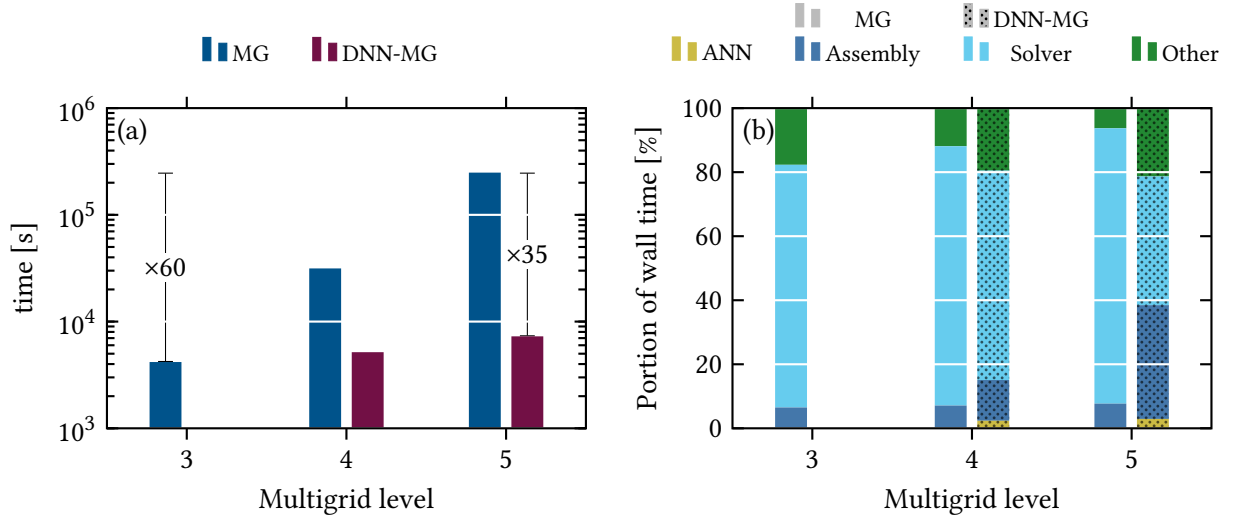 MG DNN-MG
(a)
time [s]
10^6
10^5
10^4
10^3
×60
×35
3 4 5
Multigrid level
MG DNN-MG
ANN Assembly Solver Other
(b)
Portion of wall time [%]
100
80
60
40
20
0
3 4 5
Multigrid level